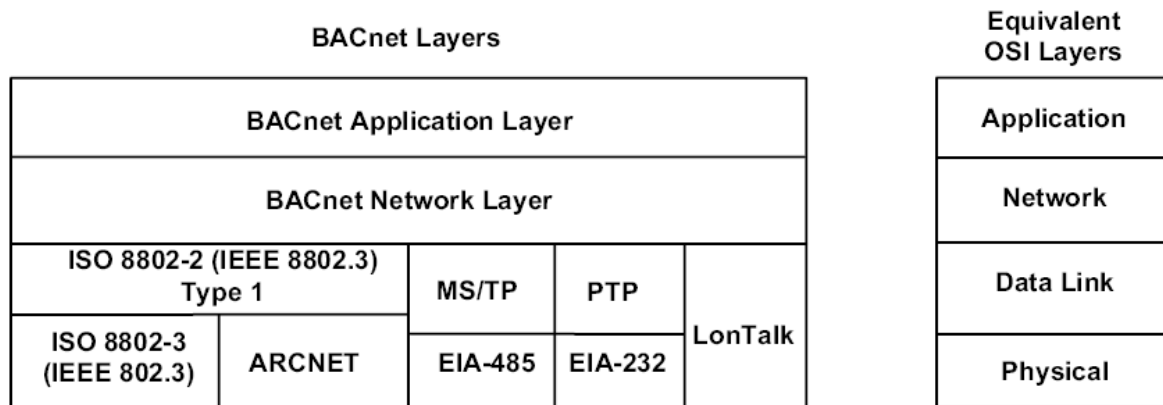 BACnet Layers
Equivalent
OSI Layers
BACnet Application Layer
Application
BACnet Network Layer
Network
ISO 8802-2 (IEEE 8802.3)
Type 1
MS/TP
PTP
LonTalk
Data Link
ISO 8802-3
(IEEE 802.3)
ARCNET
EIA-485
EIA-232
Physical